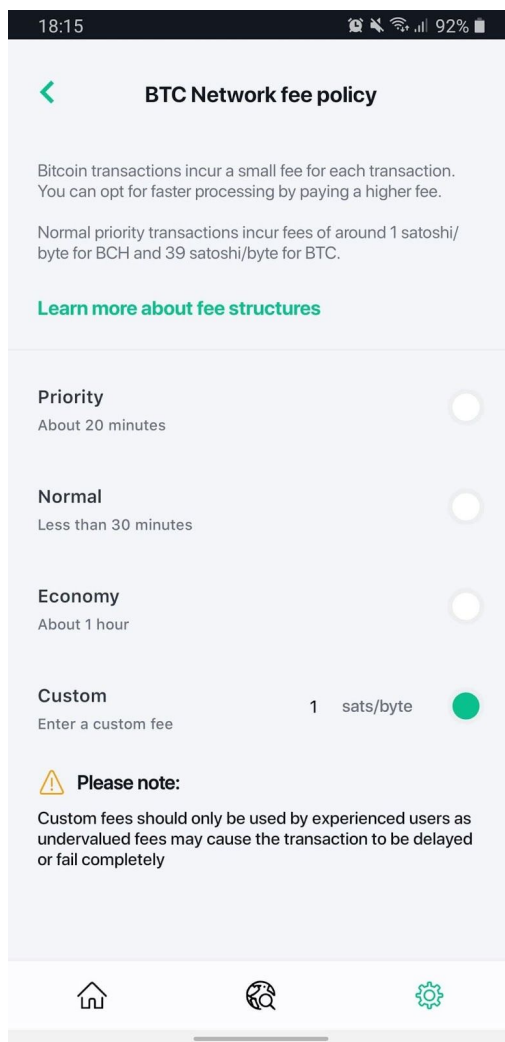 18:15
92%
BTC Network fee policy
Bitcoin transactions incur a small fee for each transaction.
You can opt for faster processing by paying a higher fee.
Normal priority transactions incur fees of around 1 satoshi/
byte for BCH and 39 satoshi/byte for BTC.
Learn more about fee structures
Priority
About 20 minutes
Normal
Less than 30 minutes
Economy
About 1 hour
Custom
1 sats/byte
Enter a custom fee
Please note:
Custom fees should only be used by experienced users as
undervalued fees may cause the transaction to be delayed
or fail completely